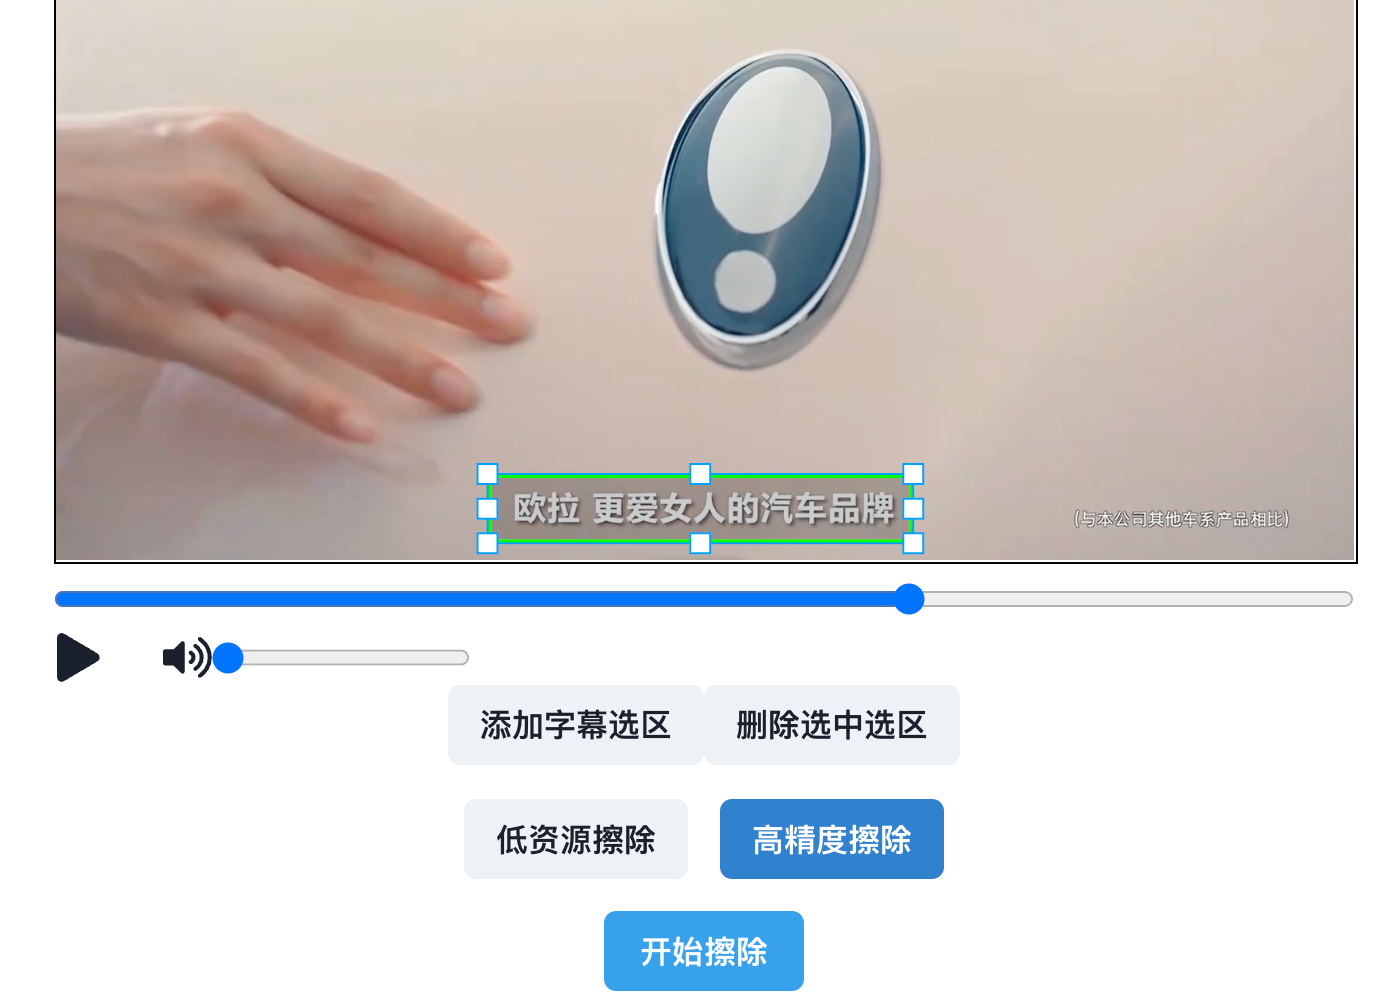 欧拉 更爱女人的汽车品牌
(与本公司其他车系产品相比)
添加字幕选区 删除选中选区
低资源擦除 高精度擦除
开始擦除